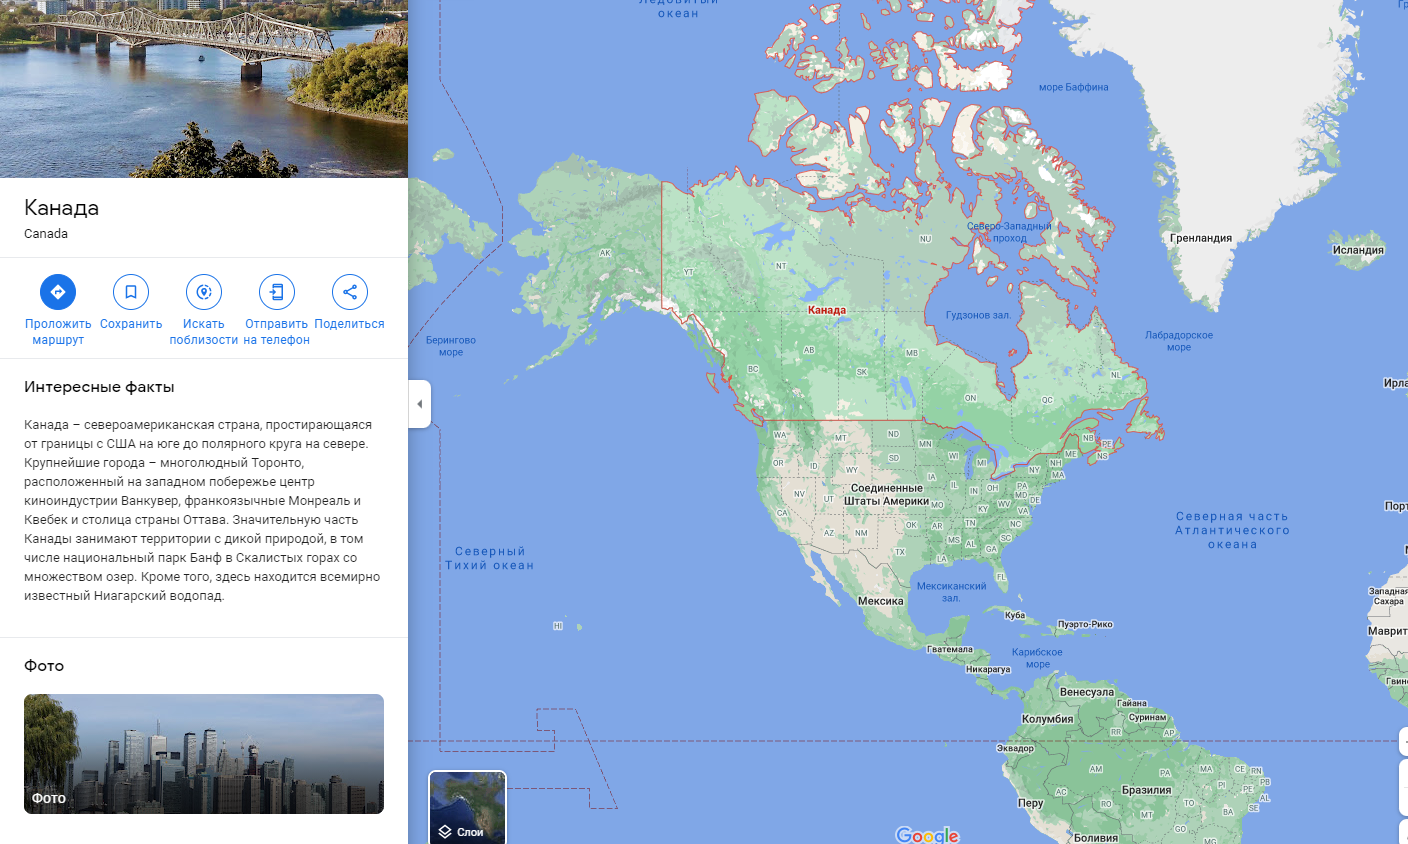 Канада
Canada
Проложить маршрут
Сохранить
Искать поблизости
Отправить на телефон
Поделиться
Интересные факты
Канада – североамериканская страна, простирающаяся
от границы с США на юге до полярного круга на севере.
Крупнейшие города – многолюдный Торонто,
расположенный на западном побережье центр
киноиндустрии Ванкувер, франкоязычные Монреаль и
Квебек и столица страны Оттава. Значительную часть
Канады занимают территории с дикой природой, в том
числе национальный парк Банф в Скалистых горах со
множеством озер. Кроме того, здесь находится всемирно
известный Ниагарский водопад.
Фото
Фото
Слои
Ледовитый
океан
море Баффина
Гренландия
Исландия
Северо-Западный
проход
NU
AK
YT
NT
Канада
Гудзонов зал.
Лабрадорское
море
Берингово
море
AB
MB
BC
SK
ON
QC
NL
NB
PE
NS
ME
WA
MT
ND
MN
OR
ID
SD
WI
MI
NY
NH
MA
WY
IA
Соединенные
Штаты Америки
NV
UT
IL
IN
OH
PA
MD
DE
CA
MO
KY
WV
VA
AZ
NM
OK
AR
TN
NC
SC
TX
MS
AL
GA
LA
FL
Северная часть
Атлантического
океана
Северный
Тихий океан
Мексиканский
зал.
Мексика
HI
Куба
Пуэрто-Рико
Гватемала
Карибское
море
Никарагуа
Западная
Сахара
Венесуэла
Гайана
Суринам
Колумбия
RR
AP
Эквадор
AM
PA
MA
CE
RN
PB
PE
AL
SE
PI
AC
Бразилия
Перу
RO
TO
BA
MT
GO
MG
Боливия
Google